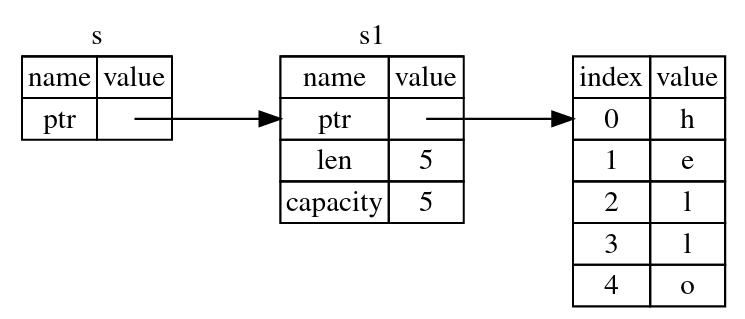 s
name value
ptr
s1
name value
ptr
len 5
capacity 5
index value
0 h
1 e
2 l
3 l
4 o